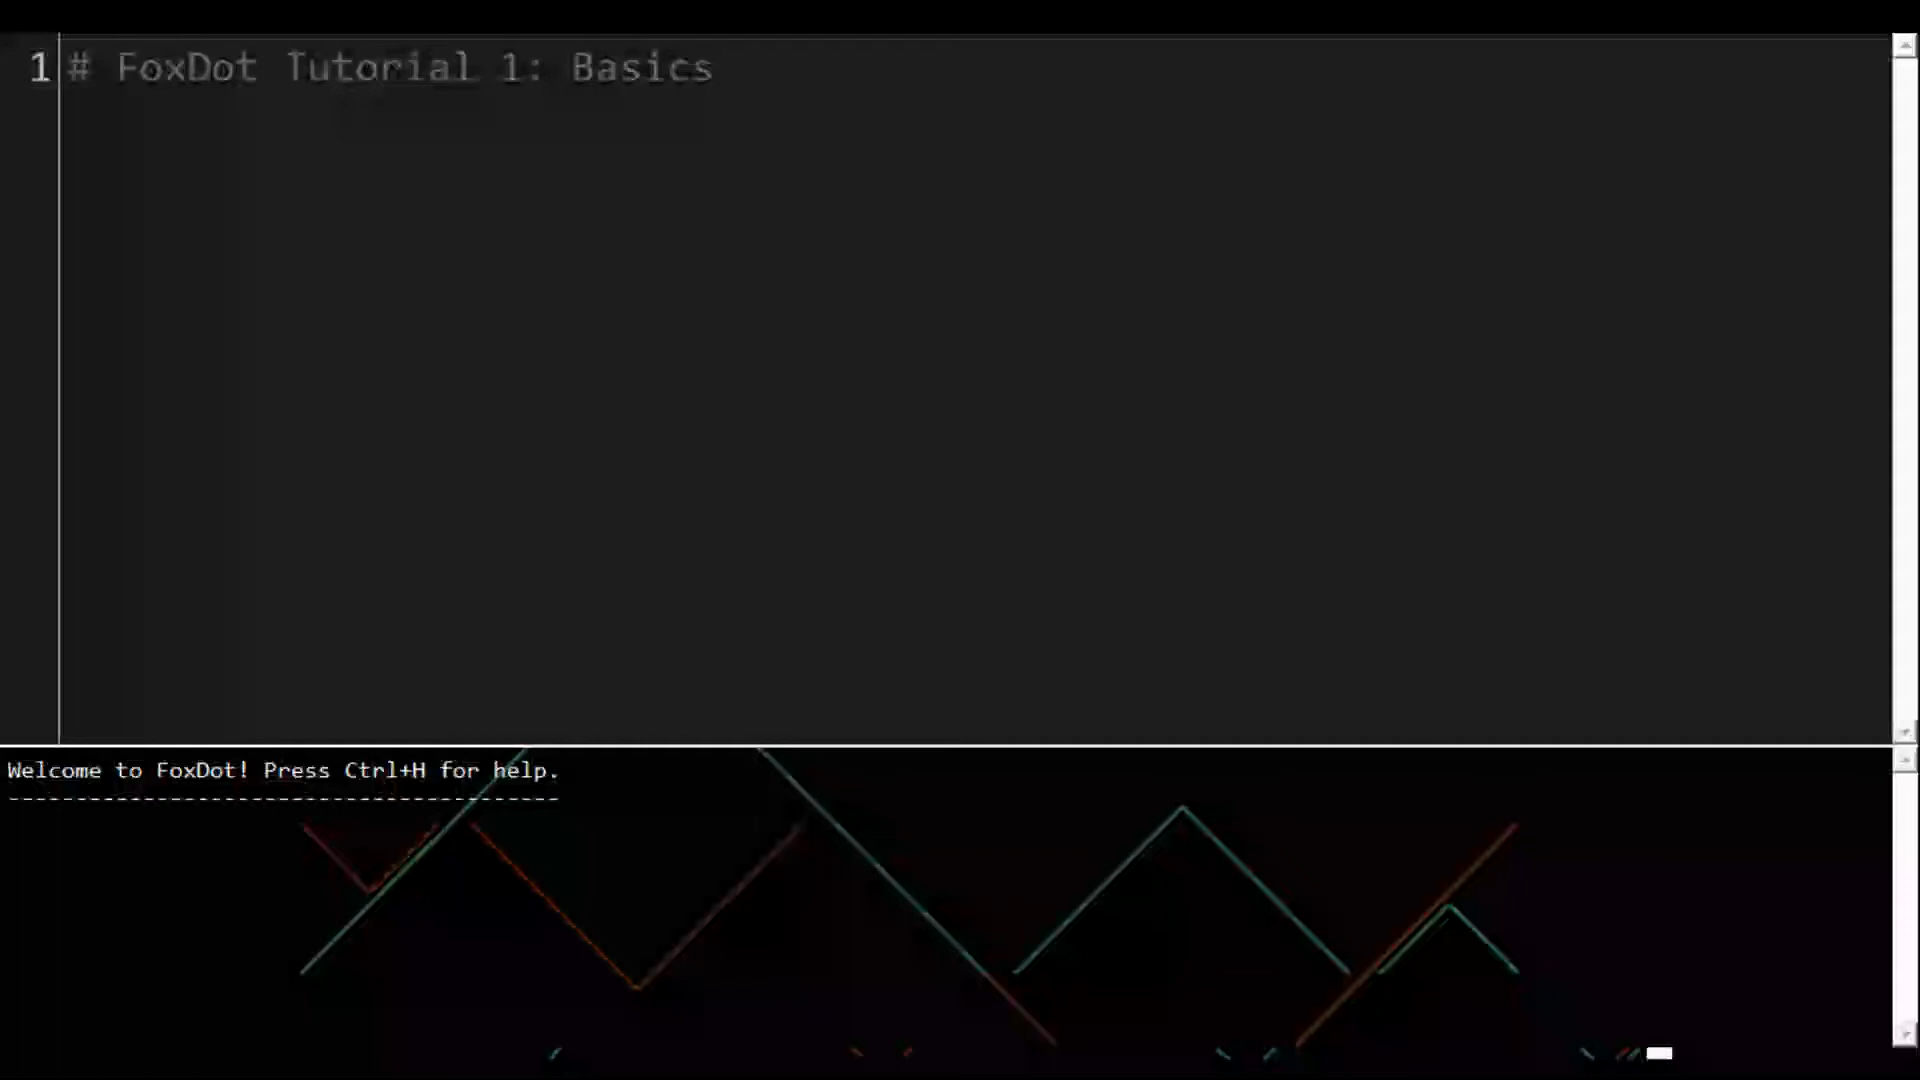 1 # FoxDot Tutorial 1: Basics
Welcome to FoxDot! Press Ctrl+H for help.
-----------------------------------------